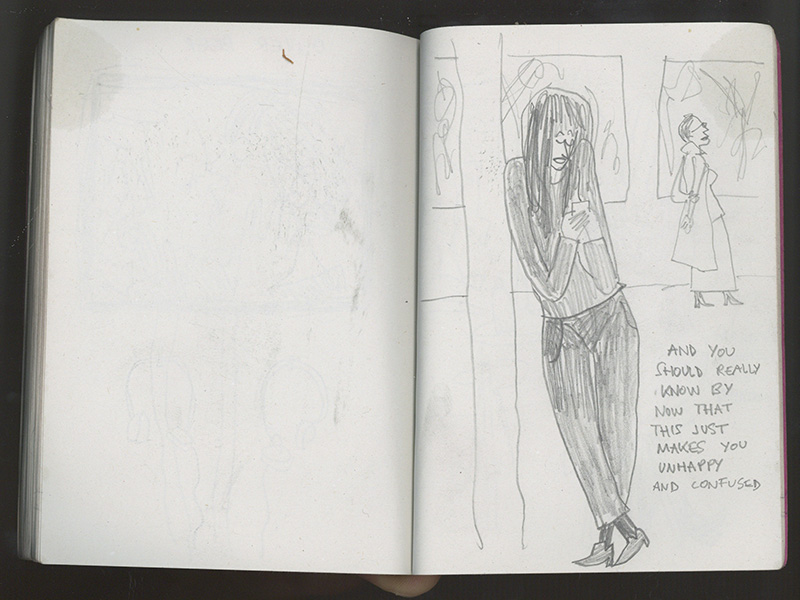 AND YOU
SHOULD REALLY
KNOW BY
NOW THAT
THIS JUST
MAKES YOU
UNHAPPY
AND CONFUSED